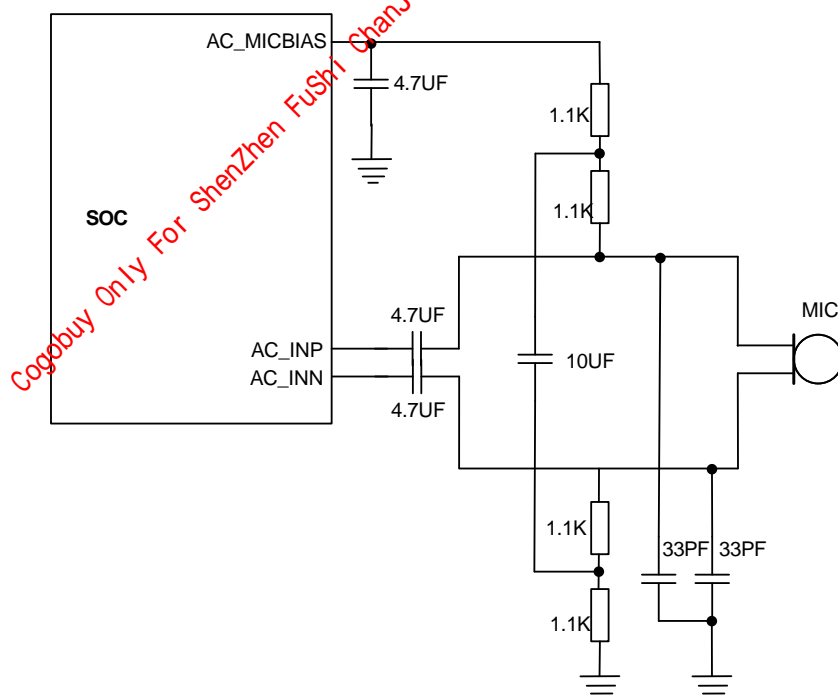 AC_MICBIAS
4.7UF
1.1K
1.1K
SOC
4.7UF
MIC
AC_INP
10UF
AC_INN
4.7UF
1.1K
33PF 33PF
1.1K
Cogobuy Only For ShenZhen FuShi